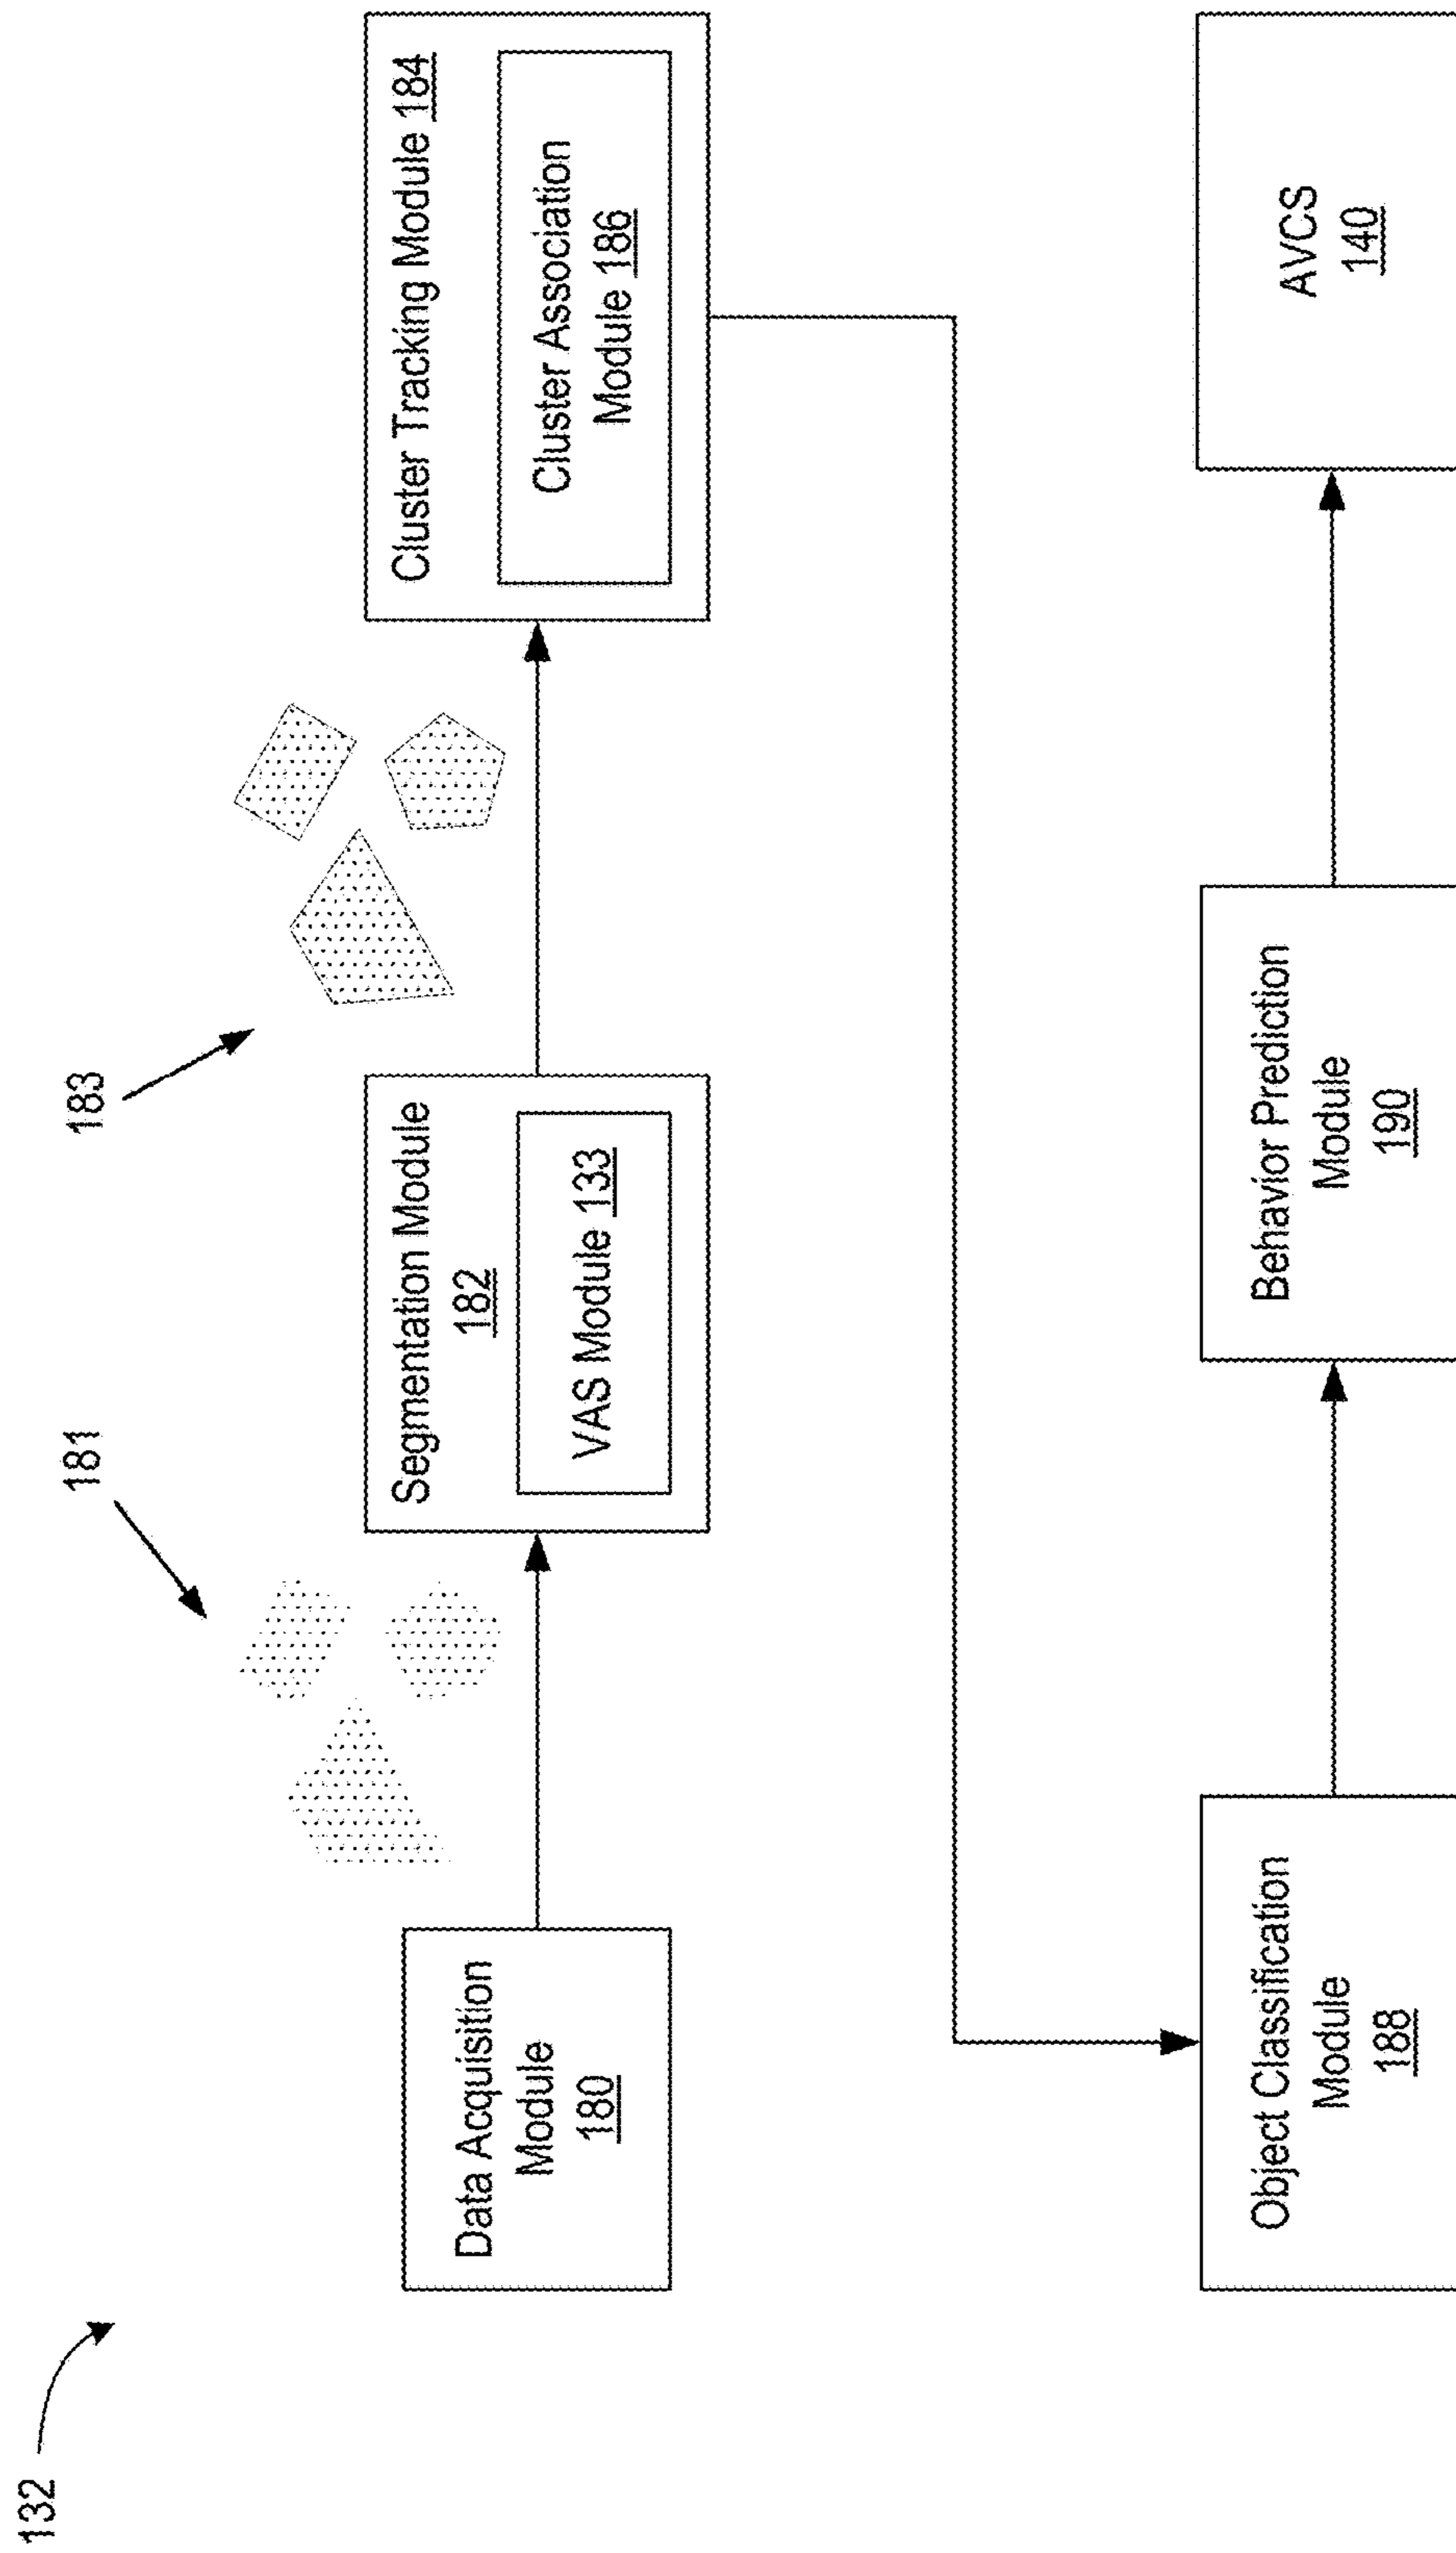 132
181
183
Data Acquisition
Module
180
Segmentation Module
182
VAS Module 133
Cluster Tracking Module 184
Cluster Association
Module 186
Object Classification
Module
188
Behavior Prediction
Module
190
AVCS
140